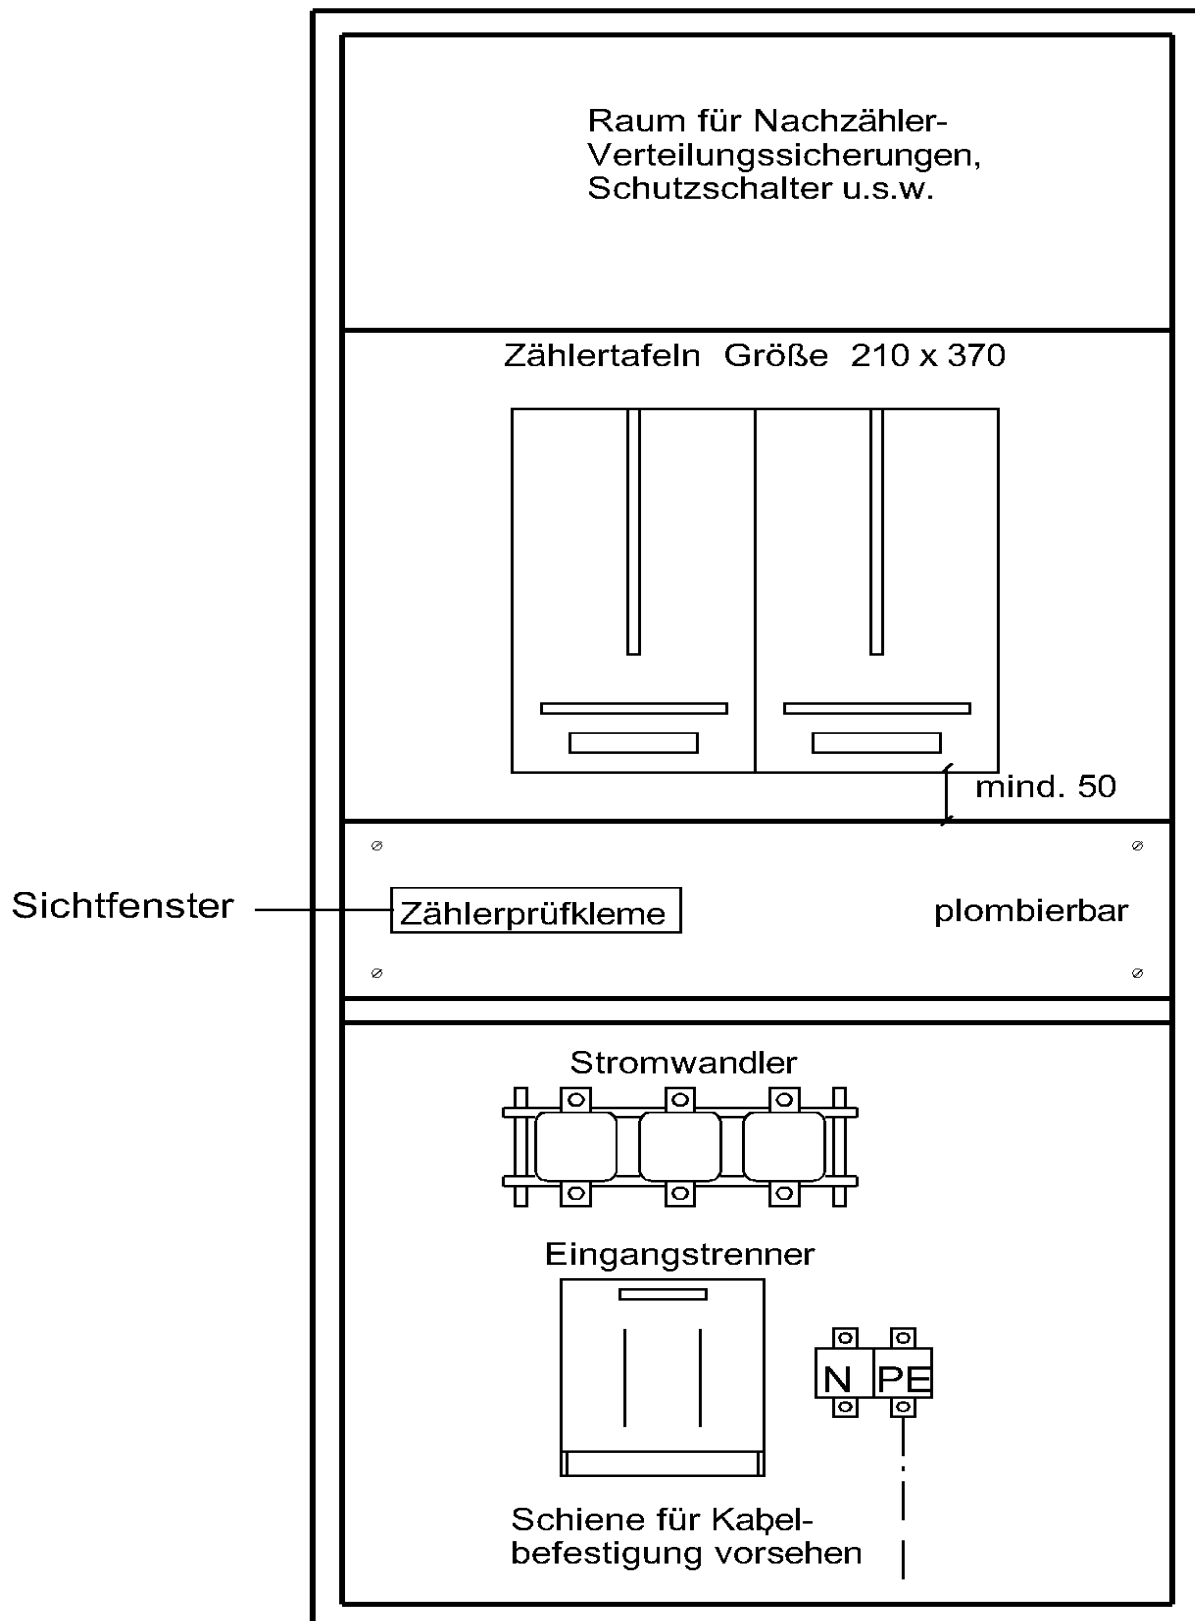 Raum für Nachzähler-
Verteilungssicherungen,
Schutzschalter u.s.w.
Zählertafeln Größe 210 x 370
mind. 50
Sichtfenster
Zählerprüfkleme
plombierbar
Stromwandler
Eingangstrenner
N PE
Schiene für Kabel-
befestigung vorsehen